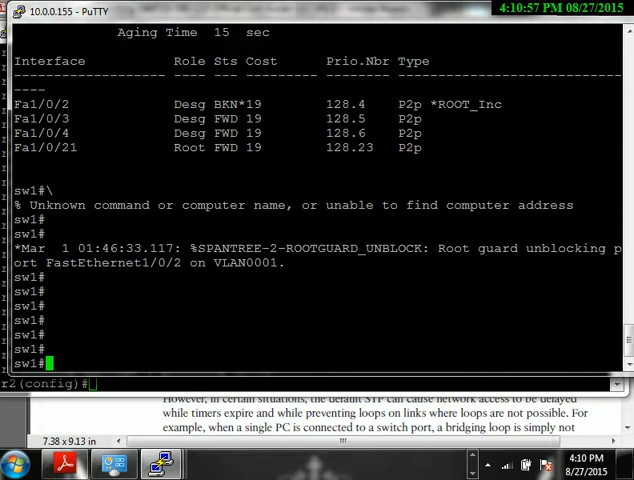 10.0.0.155 - PuTTY
4:10:57 PM 08/27/2015
Aging Time  15  sec
Interface           Role Sts Cost      Prio.Nbr Type
------------------- ---- --- --------- -------- --------------------------------
----
Fa1/0/2             Desg BKN*19        128.4    P2p *ROOT_Inc
Fa1/0/3             Desg FWD 19        128.5    P2p
Fa1/0/4             Desg FWD 19        128.6    P2p
Fa1/0/21            Root FWD 19        128.23   P2p
sw1#\
% Unknown command or computer name, or unable to find computer address
sw1#
sw1#
*Mar  1 01:46:33.117: %SPANTREE-2-ROOTGUARD_UNBLOCK: Root guard unblocking p
ort FastEthernet1/0/2 on VLAN0001.
sw1#
sw1#
sw1#
sw1#
sw1#
sw1#
sw1#
r2(config)#
However, in certain situations, the default STP can cause network access to be delayed
while timers expire and while preventing loops on links where loops are not possible. For
example, when a single PC is connected to a switch port, a bridging loop is simply not
7.38 x 9.13 in
4:10 PM
8/27/2015